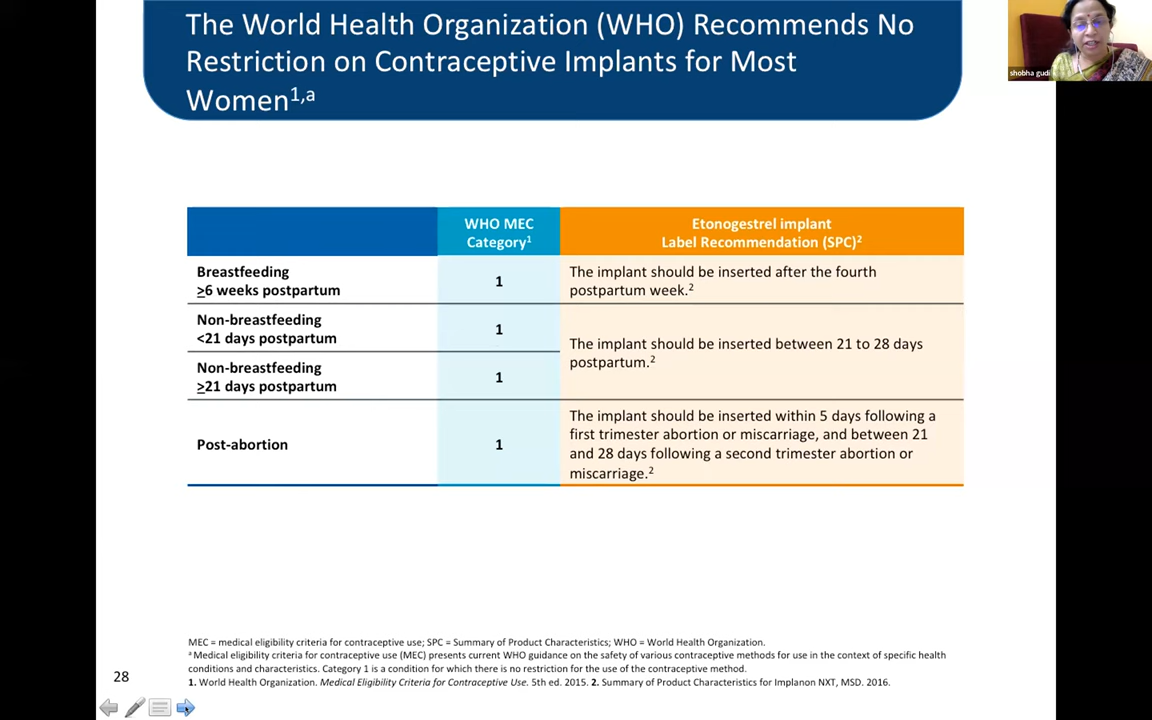 The World Health Organization (WHO) Recommends No
Restriction on Contraceptive Implants for Most
Women1,a
shobha gudi
WHO MEC
Category1
Etonogestrel implant
Label Recommendation (SPC)2
Breastfeeding
>6 weeks postpartum
1
The implant should be inserted after the fourth
postpartum week.2
Non-breastfeeding
<21 days postpartum
1
The implant should be inserted between 21 to 28 days
postpartum.2
Non-breastfeeding
>21 days postpartum
1
Post-abortion
1
The implant should be inserted within 5 days following a
first trimester abortion or miscarriage, and between 21
and 28 days following a second trimester abortion or
miscarriage.2
MEC = medical eligibility criteria for contraceptive use; SPC = Summary of Product Characteristics; WHO = World Health Organization.
a Medical eligibility criteria for contraceptive use (MEC) presents current WHO guidance on the safety of various contraceptive methods for use in the context of specific health
conditions and characteristics. Category 1 is a condition for which there is no restriction for the use of the contraceptive method.
1. World Health Organization. Medical Eligibility Criteria for Contraceptive Use. 5th ed. 2015. 2. Summary of Product Characteristics for Implanon NXT, MSD. 2016.
28